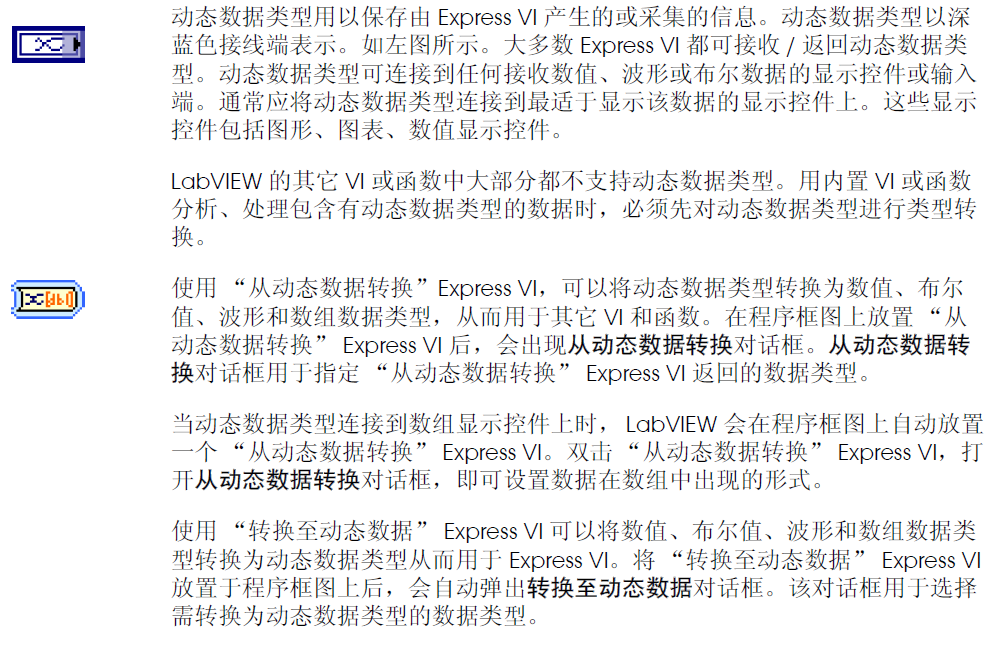 动态数据类型用以保存由 Express VI 产生的或采集的信息。动态数据类型以深
蓝色接线端表示。如左图所示。大多数 Express VI 都可接收 / 返回动态数据类
型。动态数据类型可连接到任何接收数值、波形或布尔数据的显示控件或输入
端。通常应将动态数据类型连接到最适于显示该数据的显示控件上。这些显示
控件包括图形、图表、数值显示控件。
LabVIEW 的其它 VI 或函数中大部分都不支持动态数据类型。用内置 VI 或函数
分析、处理包含有动态数据类型的数据时，必须先对动态数据类型进行类型转
换。
使用 “从动态数据转换”Express VI，可以将动态数据类型转换为数值、布尔
值、波形和数组数据类型，从而用于其它 VI 和函数。在程序框图上放置 “从
动态数据转换” Express VI 后，会出现从动态数据转换对话框。从动态数据转
换对话框用于指定 “从动态数据转换” Express VI 返回的数据类型。
当动态数据类型连接到数组显示控件上时， LabVIEW 会在程序框图上自动放置
一个 “从动态数据转换” Express VI。双击 “从动态数据转换” Express VI，打
开从动态数据转换对话框，即可设置数据在数组中出现的形式。
使用 “转换至动态数据” Express VI 可以将数值、布尔值、波形和数组数据类
型转换为动态数据类型从而用于 Express VI。将 “转换至动态数据” Express VI
放置于程序框图上后，会自动弹出转换至动态数据对话框。该对话框用于选择
需转换为动态数据类型的数据类型。